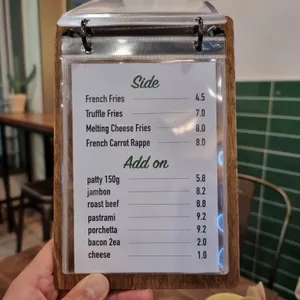 Side
French Fries 4.5
Truffle Fries 7.0
Melting Cheese Fries 8.0
French Carrot Rappe 8.0
Add on
patty 150g 5.8
jambon 8.2
roast beef 8.8
pastrami 9.2
porchetta 9.2
bacon 2ea 2.0
cheese 1.0